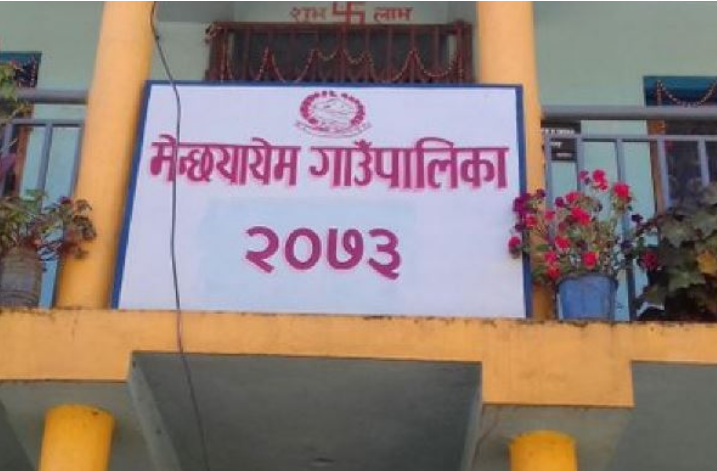 शुभ 卐 लाभ
मेन्छयायेम गाउँपालिका
२०७३